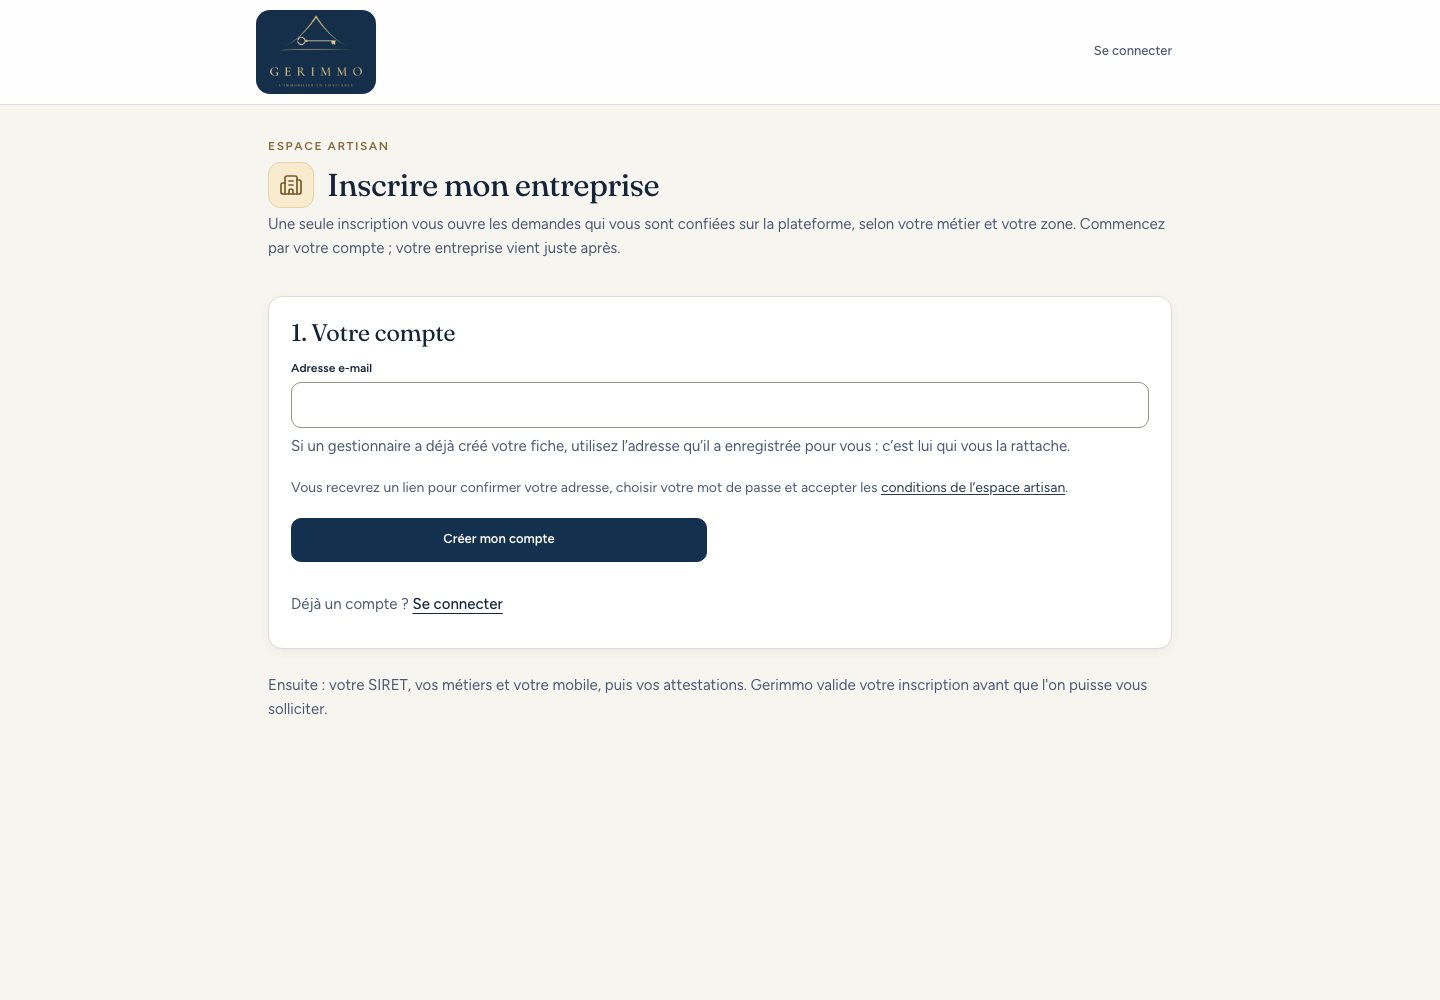 GERIMMO
Se connecter
ESPACE ARTISAN
Inscrire mon entreprise
Une seule inscription vous ouvre les demandes qui vous sont confiées sur la plateforme, selon votre métier et votre zone. Commencez
par votre compte ; votre entreprise vient juste après.
1. Votre compte
Adresse e-mail
Si un gestionnaire a déjà créé votre fiche, utilisez l’adresse qu’il a enregistrée pour vous : c’est lui qui vous la rattache.
Vous recevrez un lien pour confirmer votre adresse, choisir votre mot de passe et accepter les conditions de l’espace artisan.
Créer mon compte
Déjà un compte ? Se connecter
Ensuite : votre SIRET, vos métiers et votre mobile, puis vos attestations. Gerimmo valide votre inscription avant que l'on puisse vous
solliciter.